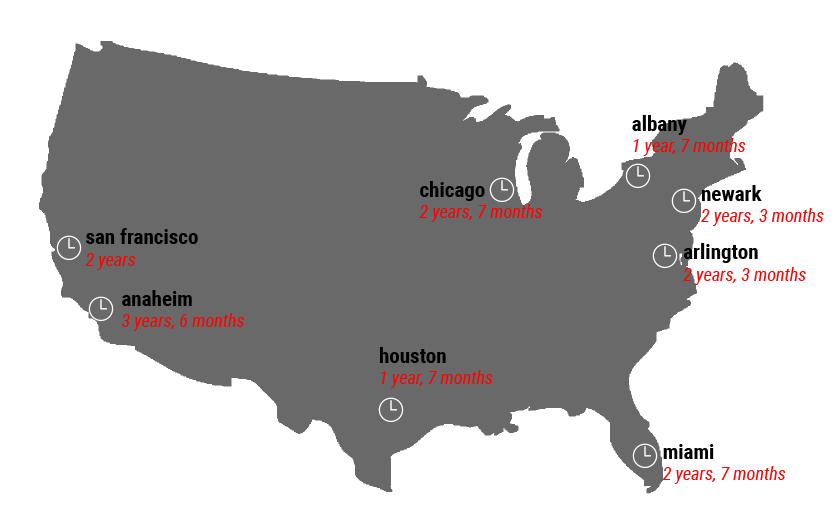 albany
1 year, 7 months
chicago
2 years, 7 months
newark
2 years, 3 months
san francisco
2 years
arlington
2 years, 3 months
anaheim
3 years, 6 months
houston
1 year, 7 months
miami
2 years, 7 months